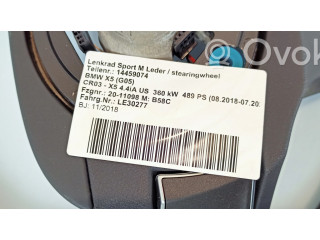 Ovoko
Lenkrad Sport M Leder / stearingwheel
Teilenr.: 14459074
BMW X5 (G05)
CR03 - X5 4.4iA US 360 kW 489 PS (08.2018-07.20
Fzgnr.: 20-11098 M: B58C
Fahrg.Nr.: LE30277
BJ: 11/2018